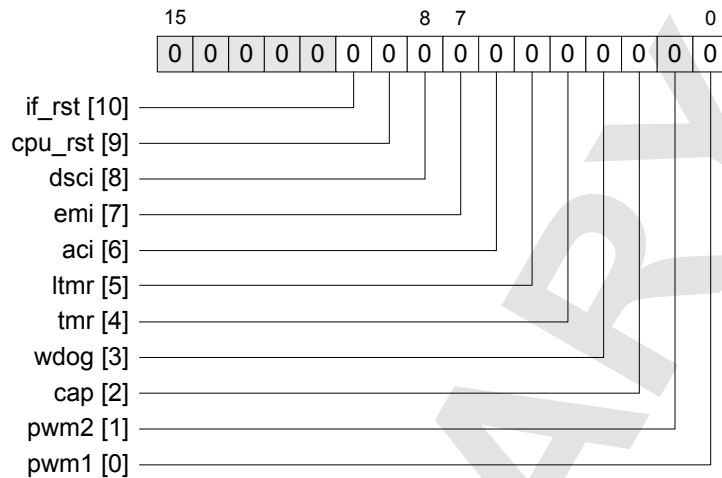 15 8 7 0
0 0 0 0 0 0 0 0 0 0 0 0 0 0 0 0
if_rst [10]
cpu_rst [9]
dsci [8]
emi [7]
aci [6]
ltmr [5]
tmr [4]
wdog [3]
cap [2]
pwm2 [1]
pwm1 [0]
ARY